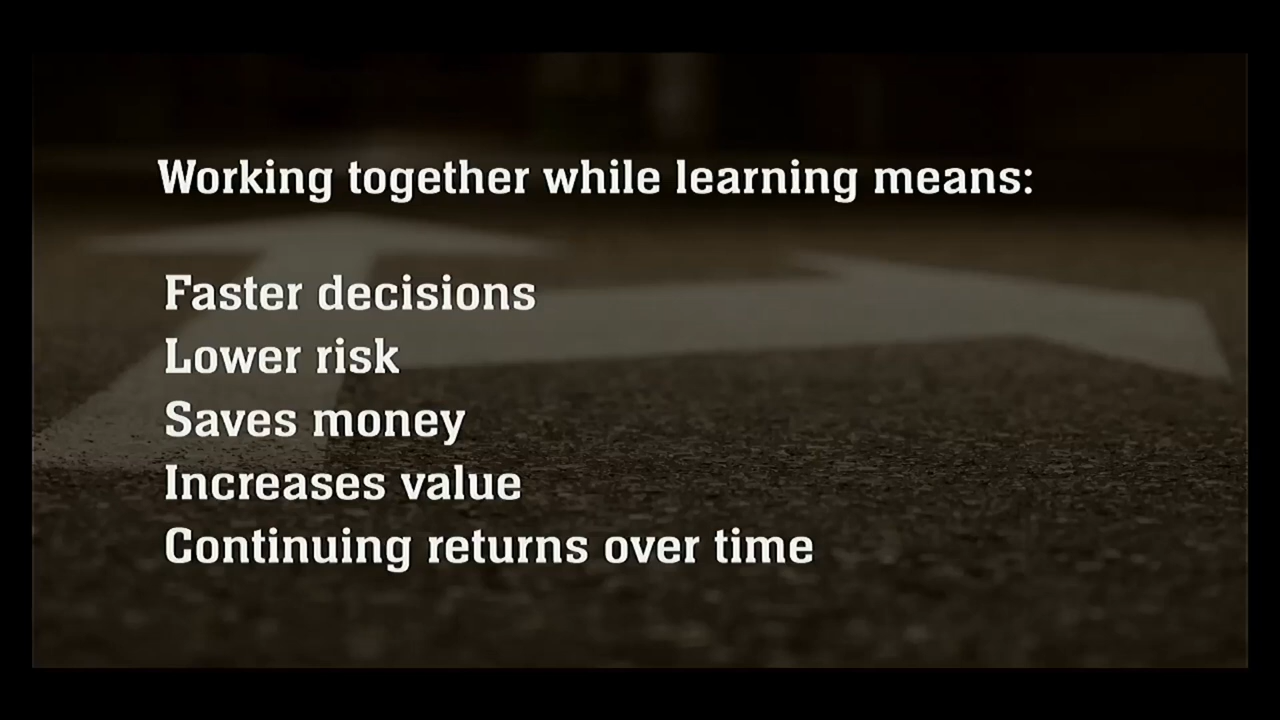 Working together while learning means:
Faster decisions
Lower risk
Saves money
Increases value
Continuing returns over time